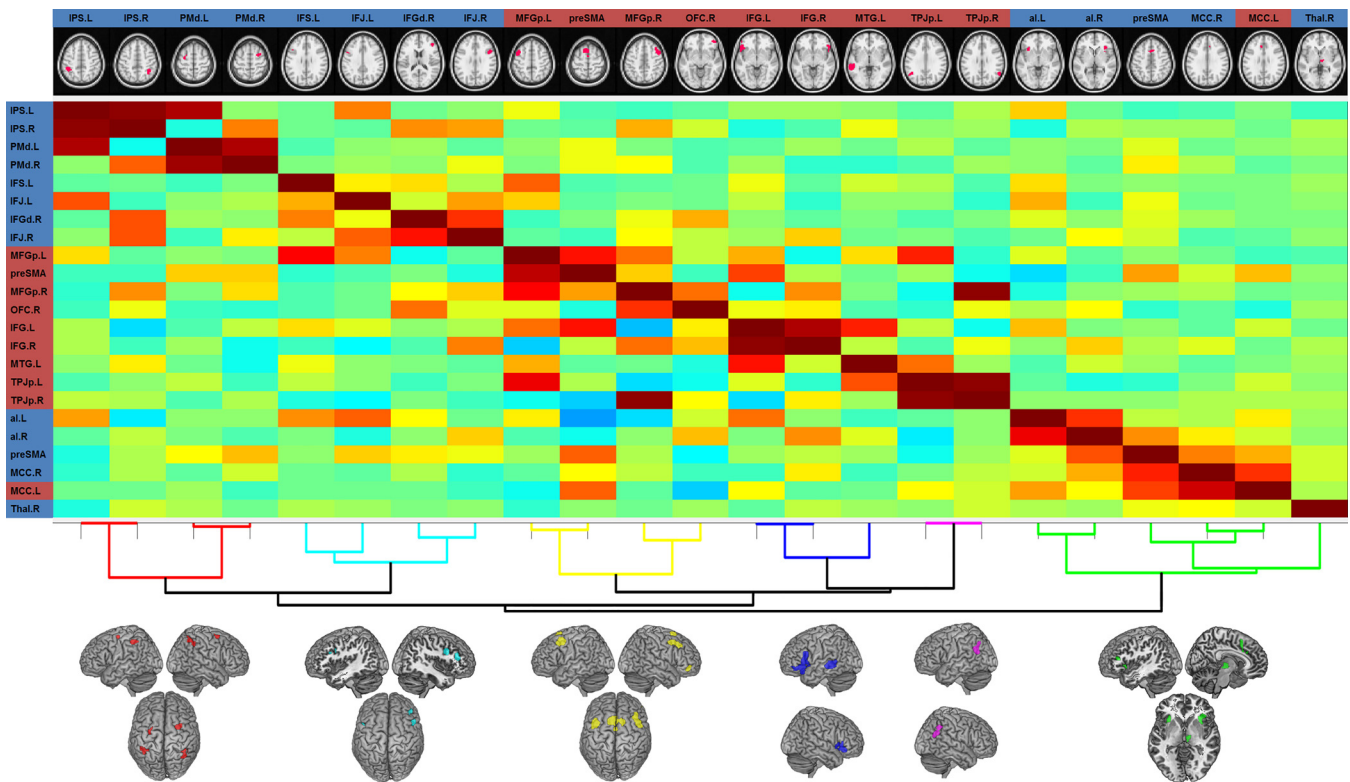 IPS.L IPS.R PMd.L PMd.R IFS.L IFJ.L IFGd.R IFJ.R MFGp.L preSMA MFGp.R OFC.R IFG.L IFG.R MTG.L TPJp.L TPJp.R aI.L aI.R preSMA MCC.R MCC.L Thal.R
IPS.L
IPS.R
PMd.L
PMd.R
IFS.L
IFJ.L
IFGd.R
IFJ.R
MFGp.L
preSMA
MFGp.R
OFC.R
IFG.L
IFG.R
MTG.L
TPJp.L
TPJp.R
aI.L
aI.R
preSMA
MCC.R
MCC.L
Thal.R